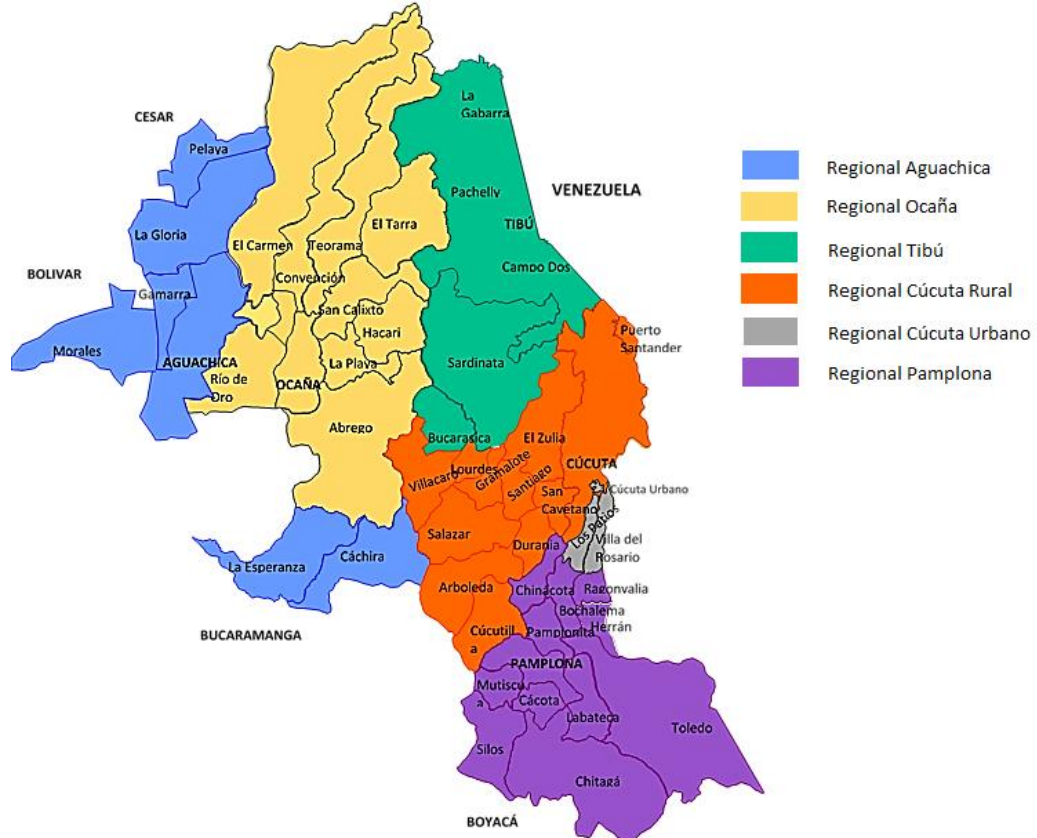 CESAR
Pelaya
La Gloria
BOLIVAR
Gamarra
Morales
AGUACHICA
La
Gabarra
Pachelly
VENEZUELA
TIBÚ
Campo Dos
El Tarra
El Carmen
Teorama
Convención
San Calixto
Hacari
La Playa
Río de
Oro
OCAÑA
Abrego
Sardinata
Puerto
Santander
Bucarasica
El Zulia
CÚCUTA
Lourdes
Gramalote
Villacaro
Santiago
San
Cayetano
Cúcuta Urbano
Los Patios
Villa del
Rosario
Salazar
Durania
La Esperanza
Cáchira
BUCARAMANGA
Arboleda
Chinácota
Ragonvalia
Bochalema
Herrán
Cúcutill
a
Pamplonita
PAMPLONA
Mutiscu
a
Cácota
Labateca
Toledo
Silos
Chitagá
BOYACÁ
Regional Aguachica
Regional Ocaña
Regional Tibú
Regional Cúcuta Rural
Regional Cúcuta Urbano
Regional Pamplona